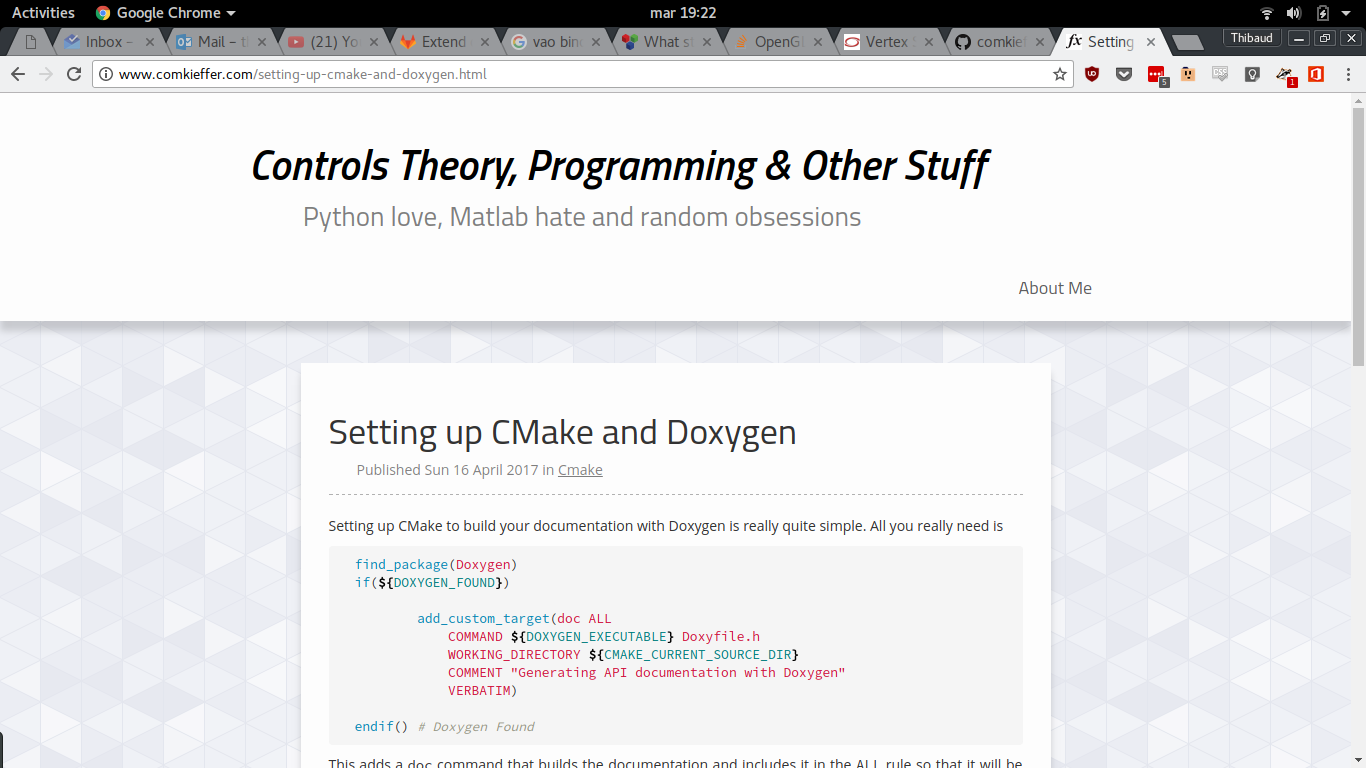 Activities Google Chrome mar 19:22
Inbox – Mail – t (21) Yo Extend vao bin What s OpenG Vertex comkief Setting Thibaud
www.comkieffer.com/setting-up-cmake-and-doxygen.html 5 1
Controls Theory, Programming & Other Stuff
Python love, Matlab hate and random obsessions
About Me
Setting up CMake and Doxygen
Published Sun 16 April 2017 in Cmake
Setting up CMake to build your documentation with Doxygen is really quite simple. All you really need is
find_package(Doxygen)
if(${DOXYGEN_FOUND})
add_custom_target(doc ALL
COMMAND ${DOXYGEN_EXECUTABLE} Doxyfile.h
WORKING_DIRECTORY ${CMAKE_CURRENT_SOURCE_DIR}
COMMENT "Generating API documentation with Doxygen"
VERBATIM)
endif() # Doxygen Found
This adds a doc command that builds the documentation and includes it in the ALL rule so that it will be